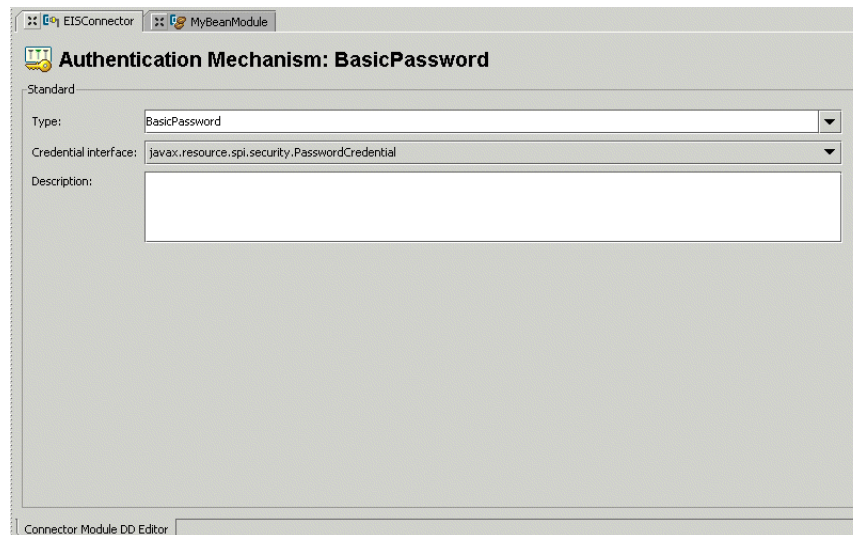 EISConnector MyBeanModule
Authentication Mechanism: BasicPassword
Standard
Type: BasicPassword
Credential interface: javax.resource.spi.security.PasswordCredential
Description:
Connector Module DD Editor